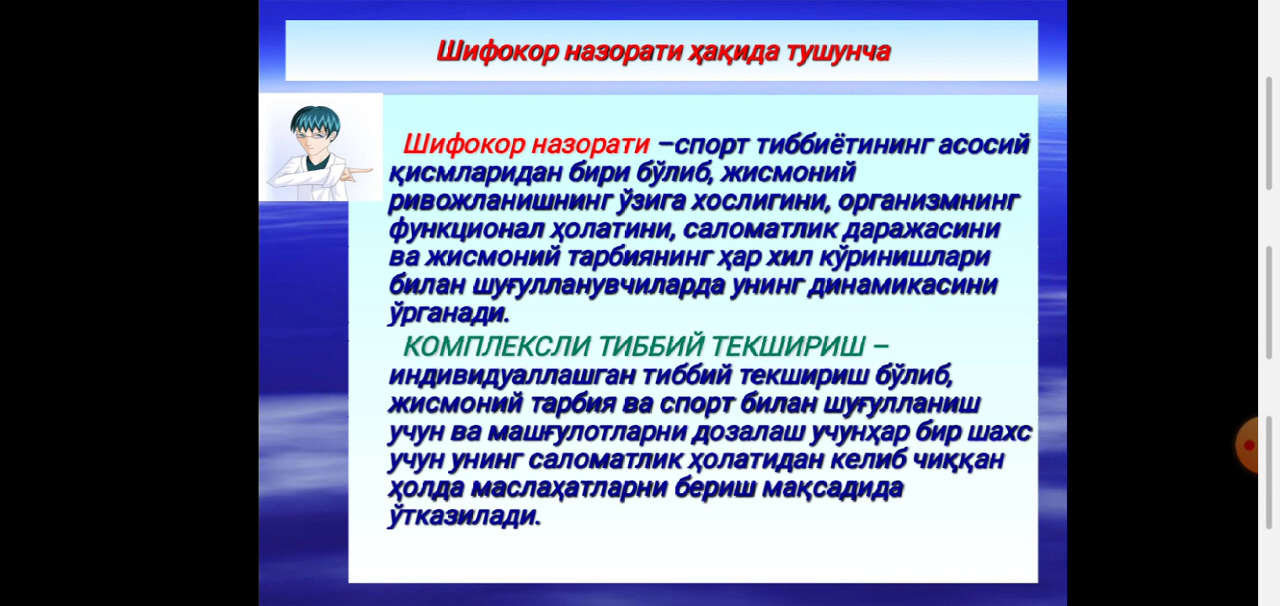 Шифокор назорати ҳақида тушунча
Шифокор назорати –спорт тиббиётининг асосий
қисмларидан бири бўлиб, жисмоний
ривожланишнинг ўзига хослигини, организмнинг
функционал ҳолатини, саломатлик даражасини
ва жисмоний тарбиянинг ҳар хил кўринишлари
билан шуғулланувчиларда унинг динамикасини
ўрганади.
КОМПЛЕКСЛИ ТИББИЙ ТЕКШИРИШ –
индивидуаллашган тиббий текшириш бўлиб,
жисмоний тарбия ва спорт билан шуғулланиш
учун ва машғулотларни дозалаш учунҳар бир шахс
учун унинг саломатлик ҳолатидан келиб чиққан
ҳолда маслаҳатларни бериш мақсадида
ўтказилади.